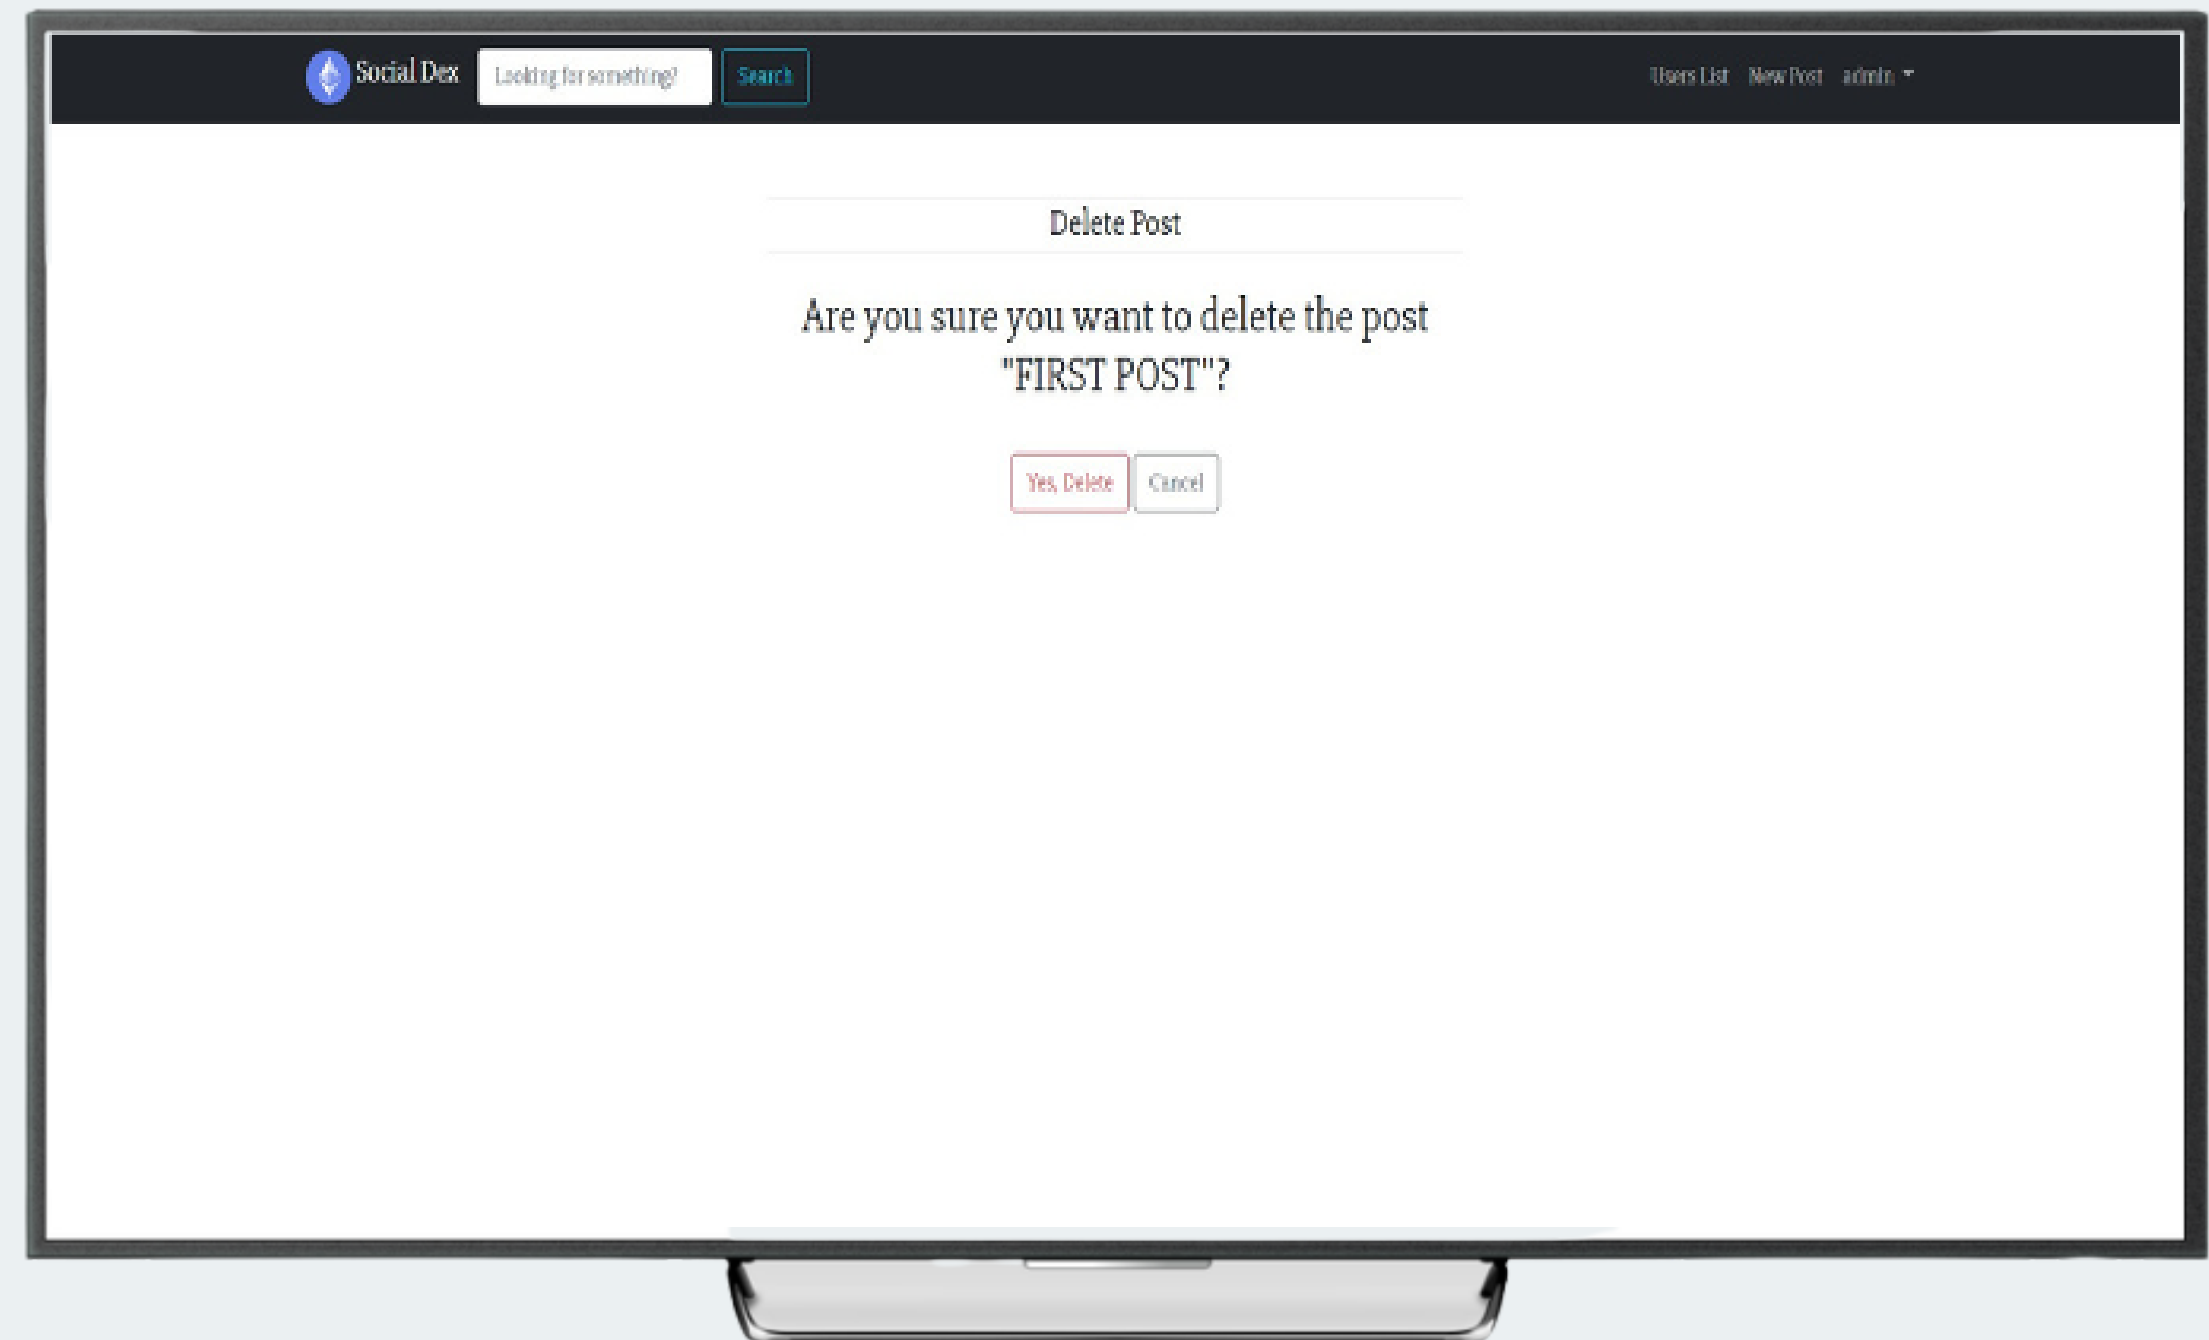 Social Dex
Looking for something?
Search
Users List
New Post
admin
Delete Post
Are you sure you want to delete the post
"FIRST POST"?
Yes, Delete
Cancel